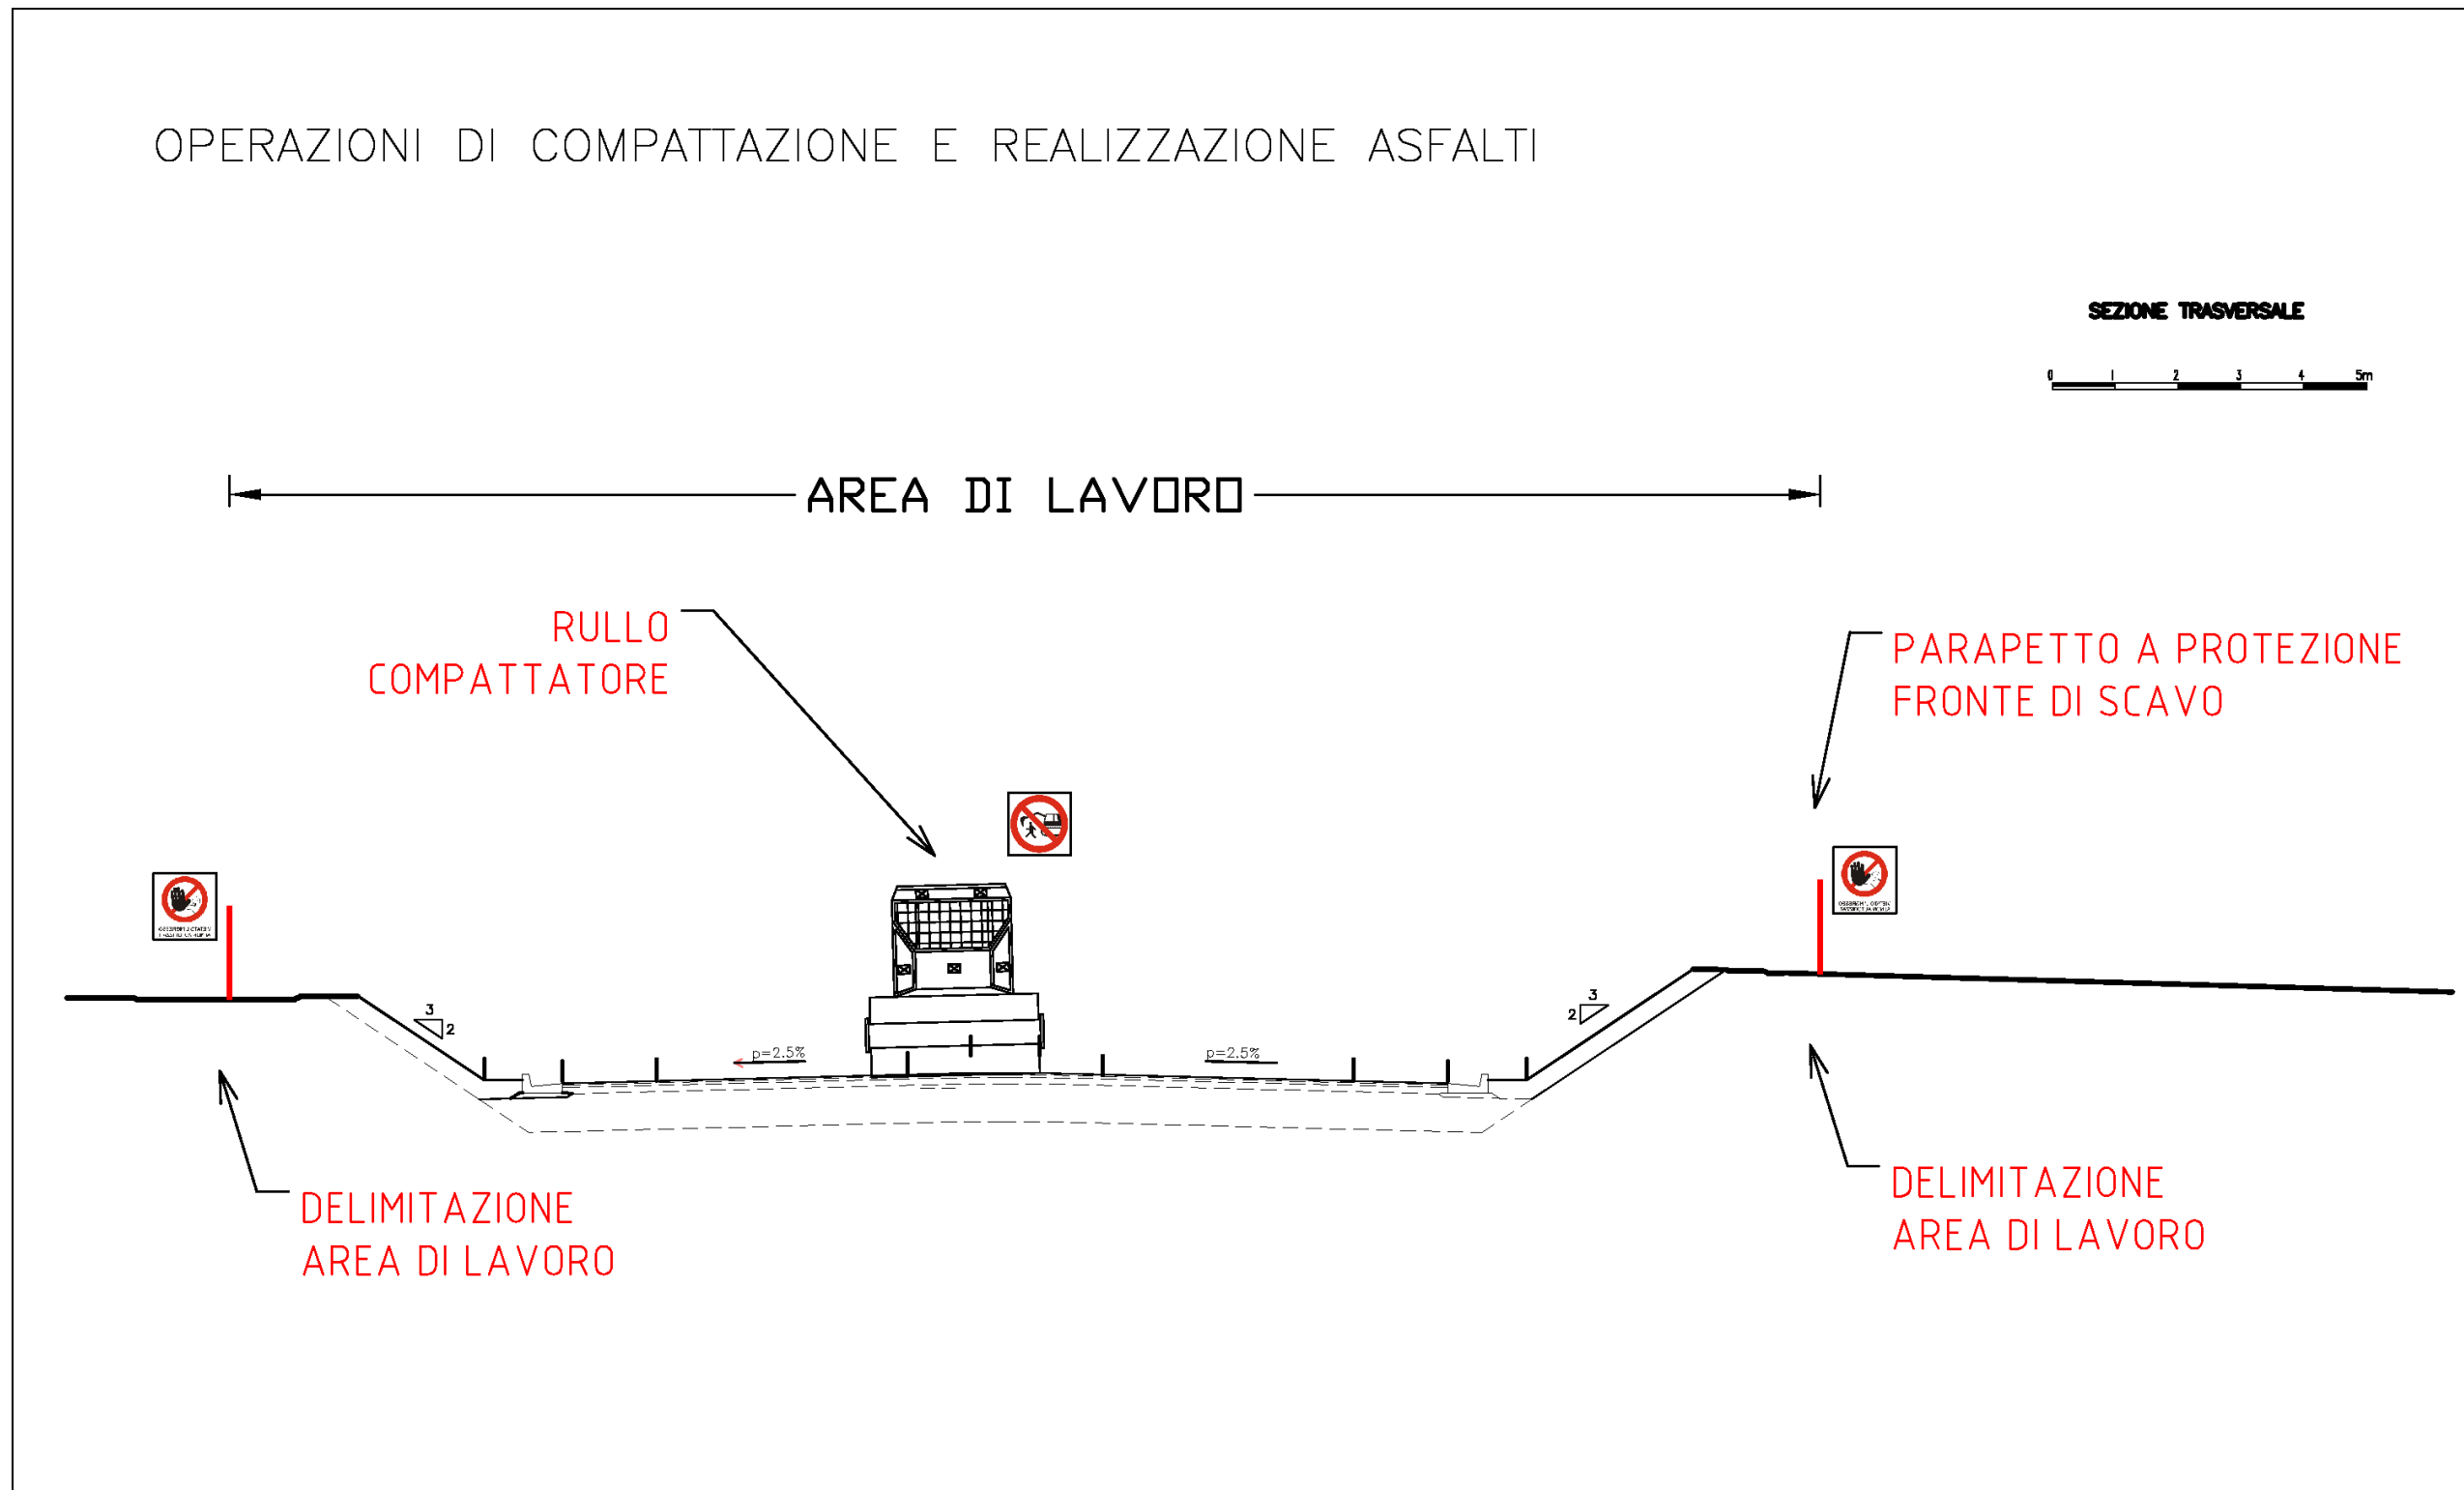 OPERAZIONI DI COMPATTAZIONE E REALIZZAZIONE ASFALTI
SEZIONE TRASVERSALE
0 1 2 3 4 5m
AREA DI LAVORO
RULLO
COMPATTATORE
PARAPETTO A PROTEZIONE
FRONTE DI SCAVO
3
2
3
2
p=2.5%
p=2.5%
DELIMITAZIONE
AREA DI LAVORO
DELIMITAZIONE
AREA DI LAVORO